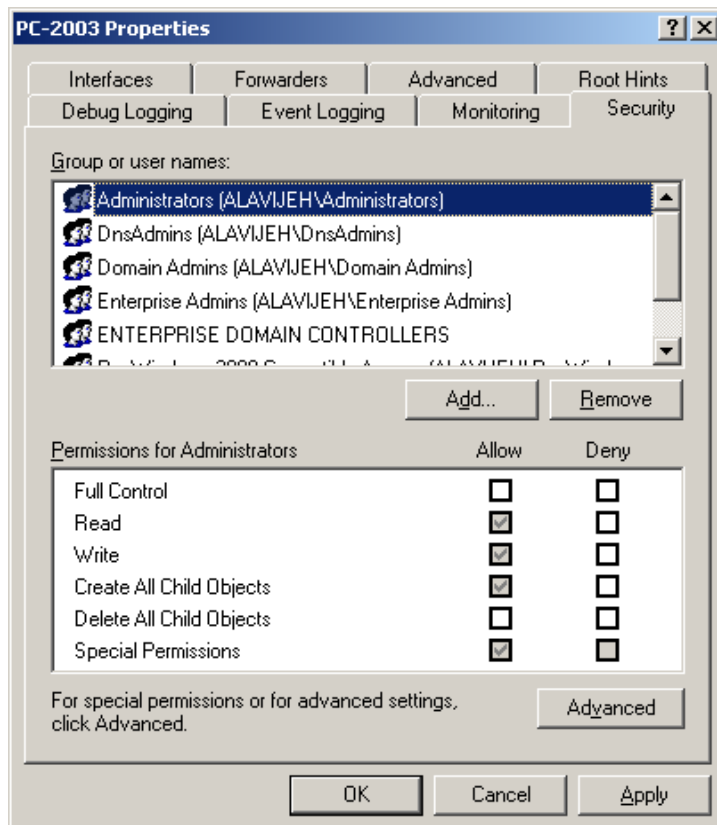 PC-2003 Properties
Interfaces Forwarders Advanced Root Hints
Debug Logging Event Logging Monitoring Security
Group or user names:
Administrators (ALAVIJEH\Administrators)
DnsAdmins (ALAVIJEH\DnsAdmins)
Domain Admins (ALAVIJEH\Domain Admins)
Enterprise Admins (ALAVIJEH\Enterprise Admins)
ENTERPRISE DOMAIN CONTROLLERS
Add... Remove
Permissions for Administrators Allow Deny
Full Control
Read
Write
Create All Child Objects
Delete All Child Objects
Special Permissions
For special permissions or for advanced settings,
click Advanced.
Advanced
OK Cancel Apply